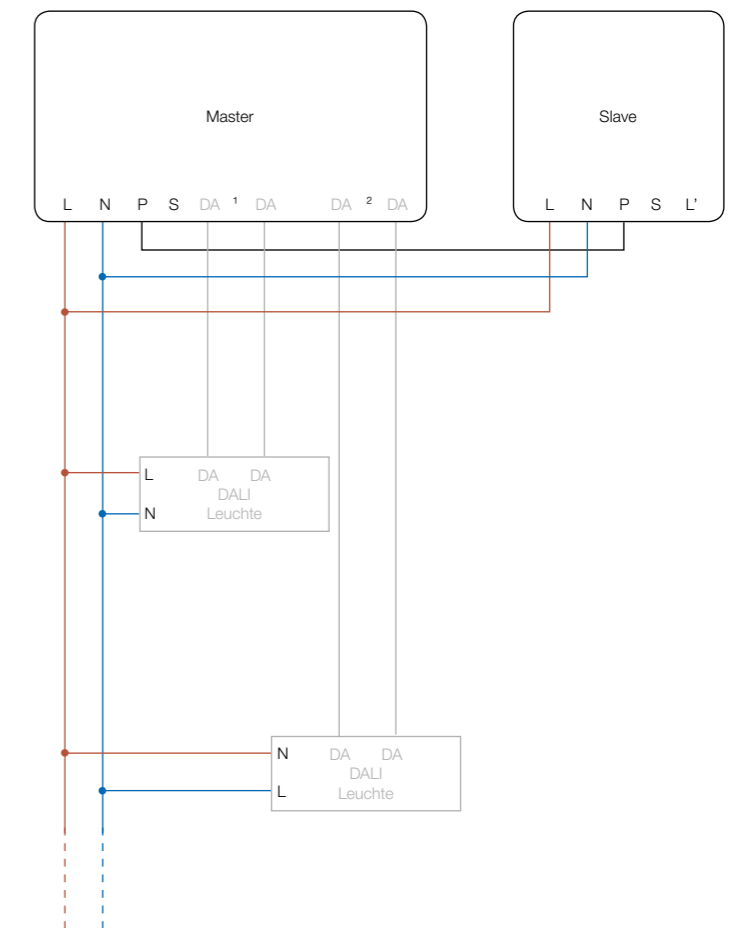 Master
Slave
L N P S DA ¹ DA DA ² DA
L N P S L’
L DA DA
DALI
N Leuchte
N DA DA
DALI
L Leuchte